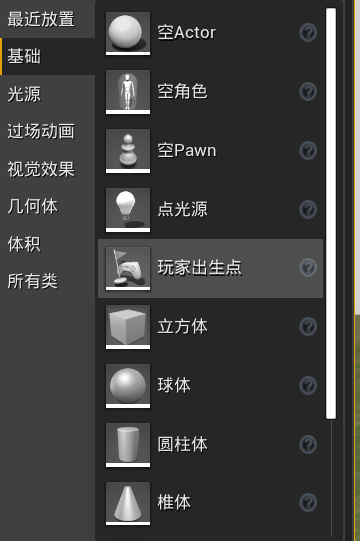 最近放置
基础
光源
过场动画
视觉效果
几何体
体积
所有类
空Actor
空角色
空Pawn
点光源
玩家出生点
立方体
球体
圆柱体
椎体